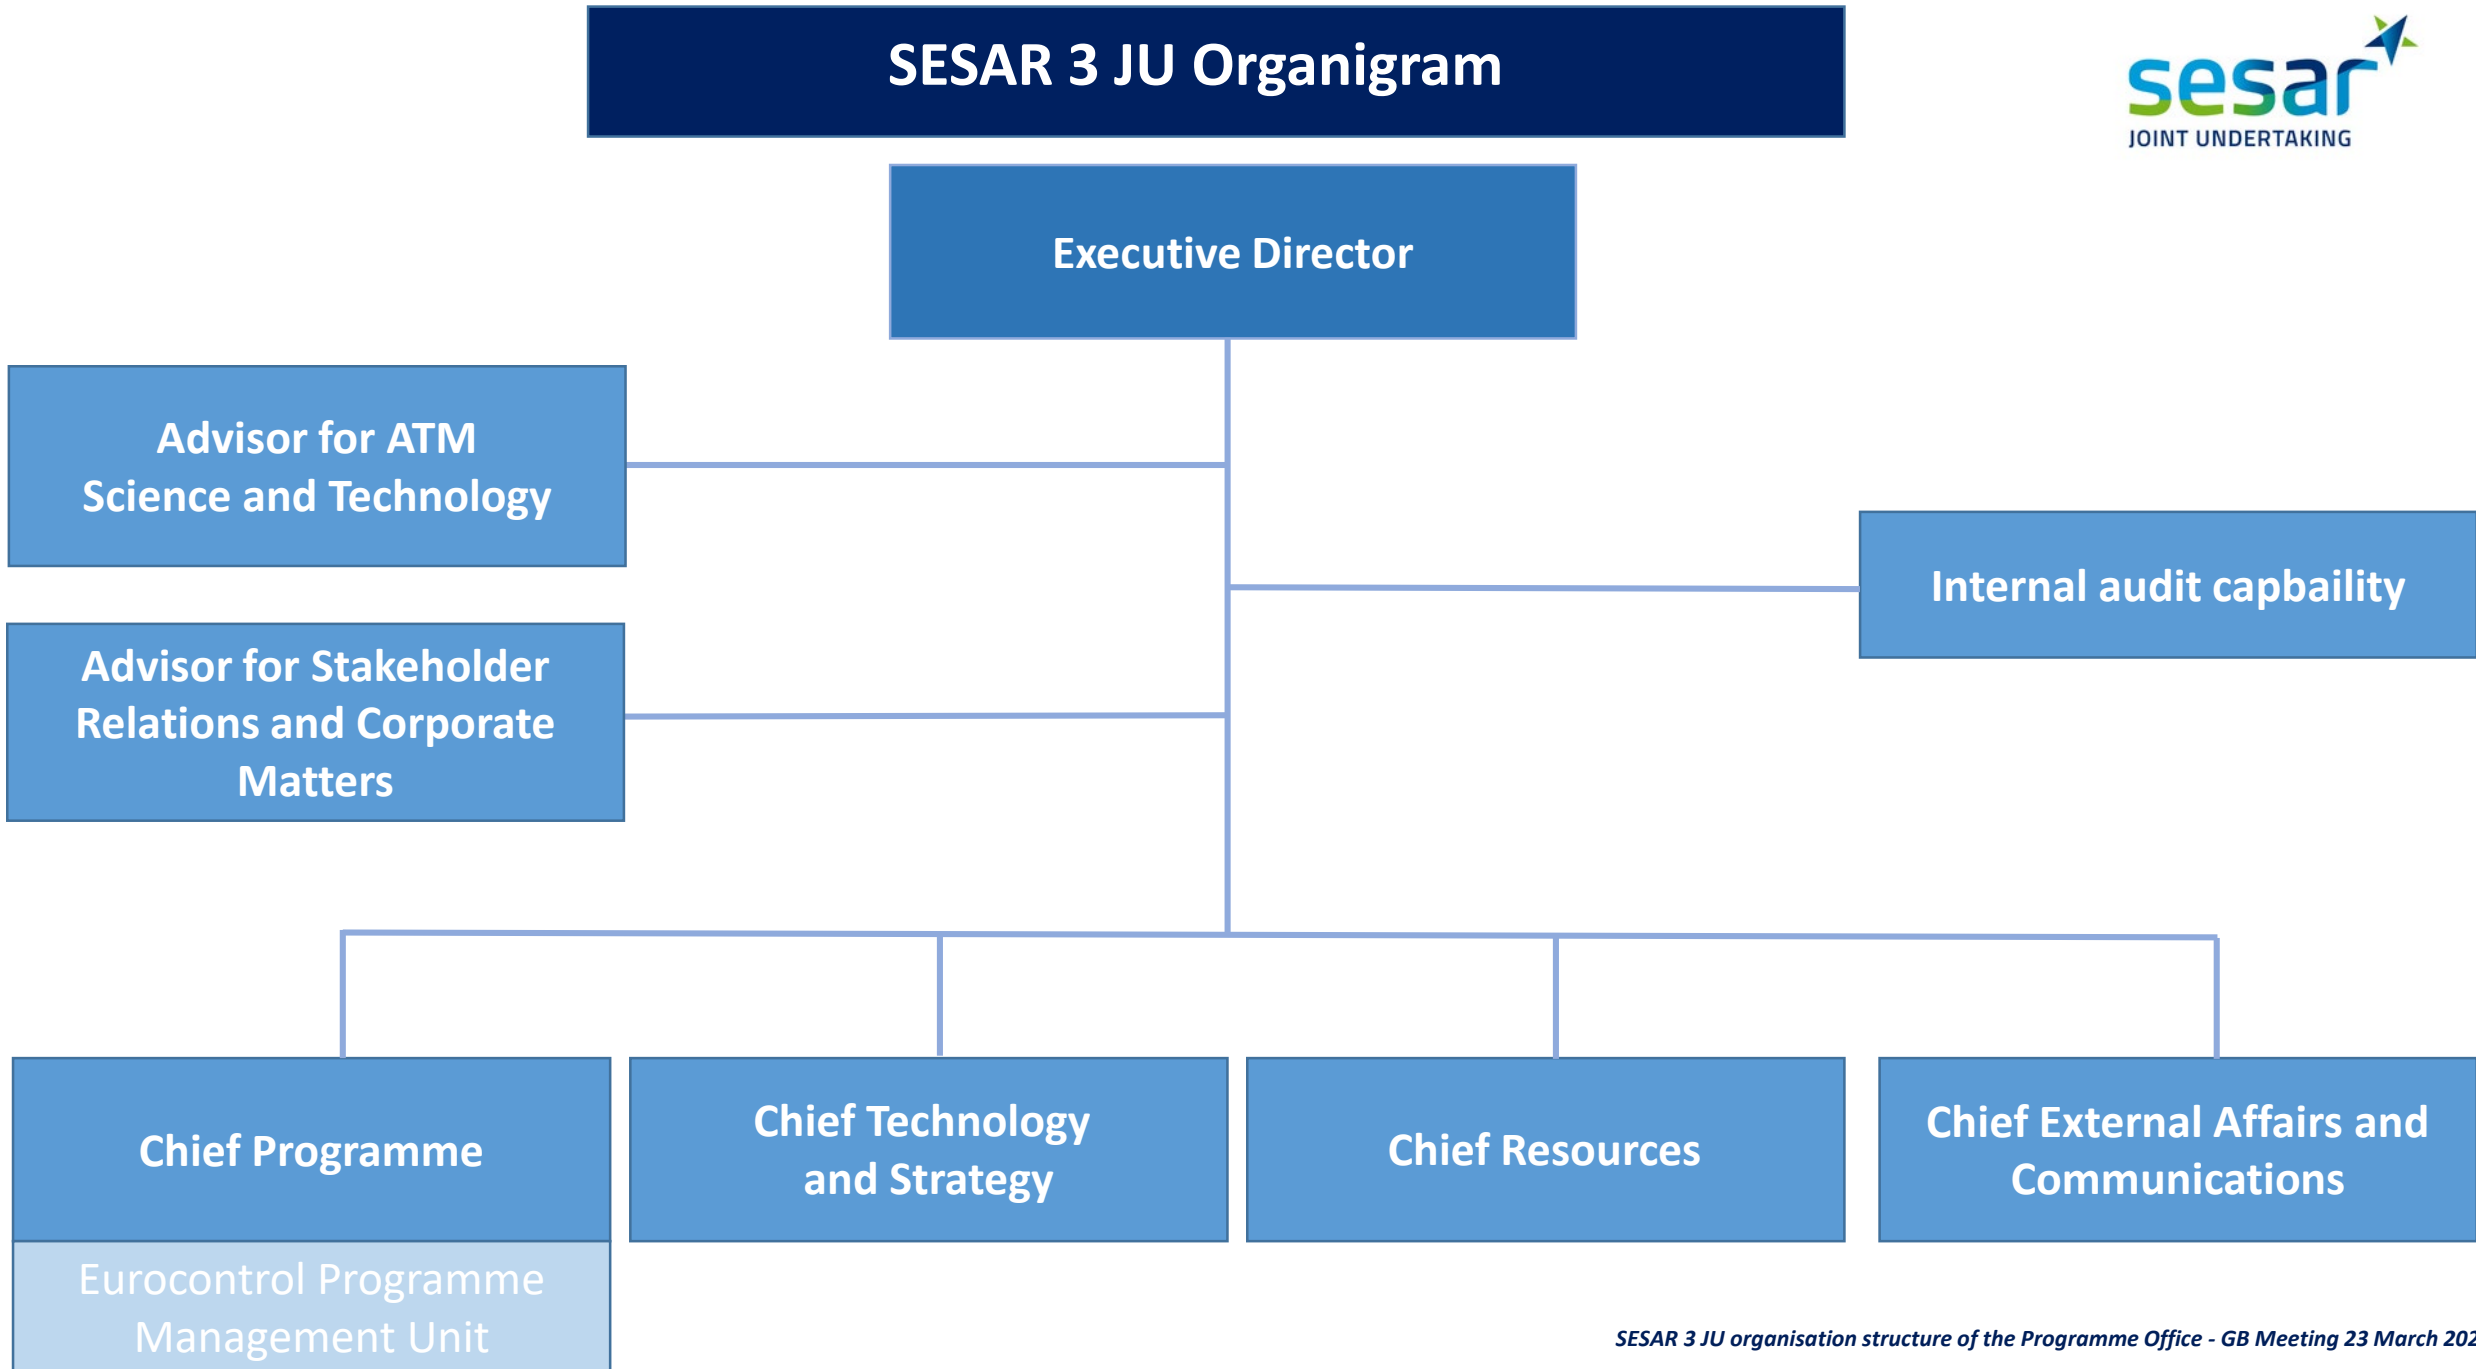 SESAR 3 JU Organigram
sesar
JOINT UNDERTAKING
Executive Director
Advisor for ATM
Science and Technology
Internal audit capbaility
Advisor for Stakeholder
Relations and Corporate
Matters
Chief Programme
Chief Technology
and Strategy
Chief Resources
Chief External Affairs and
Communications
Eurocontrol Programme
Management Unit
SESAR 3 JU organisation structure of the Programme Office - GB Meeting 23 March